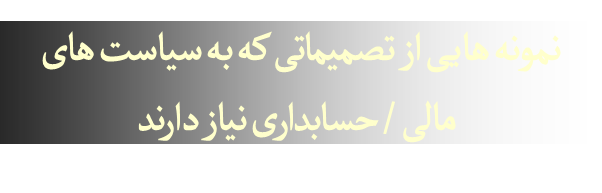 نمونه هایی از تصمیماتی که به سیاست های
مالی / حسابداری نیاز دارند